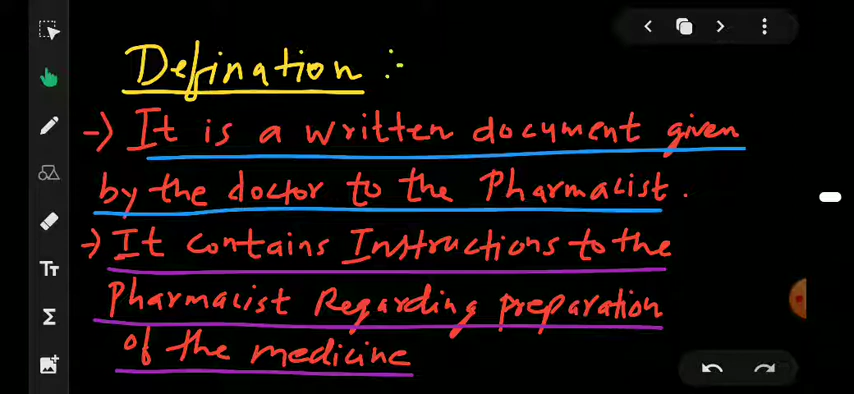 Defination :-
-> It is a written document given
by the doctor to the Pharmacist.
-> It contains Instructions to the
Pharmacist Regarding preparation
of the medicine
Tт
Σ